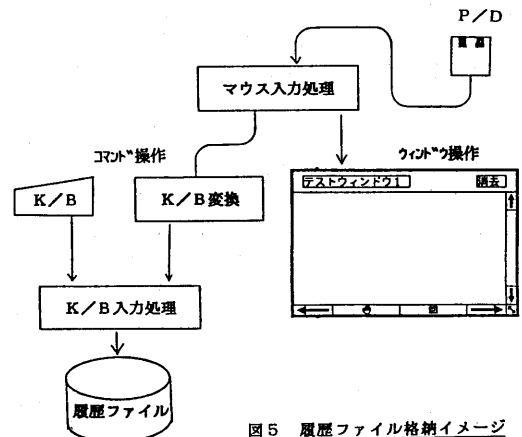 P／D
マウス入力処理
コマンド操作
ウィンドウ操作
K／B
K／B変換
テストウィンドウ1
消去
K／B入力処理
履歴ファイル
図5 履歴ファイル格納イメージ